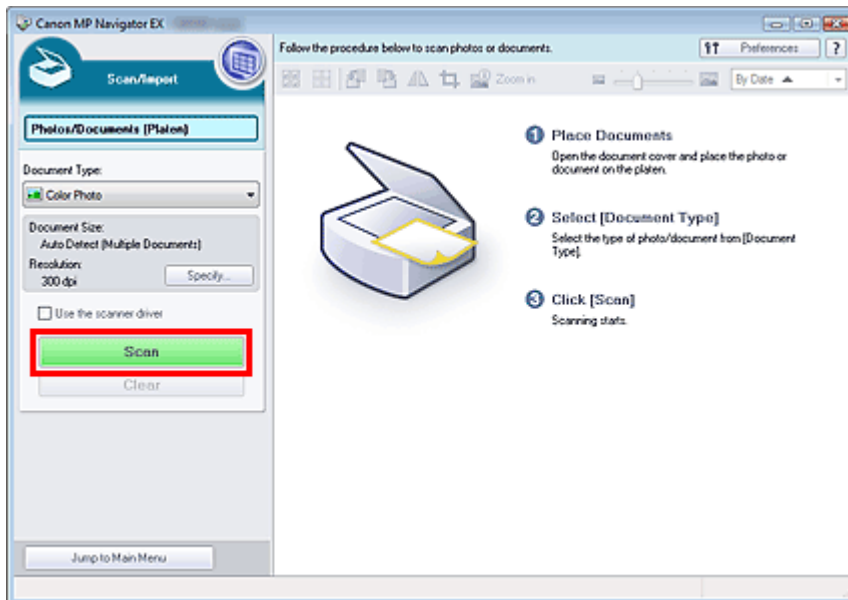 Canon MP Navigator EX
Scan/Import
Photos/Documents (Platen)
Document Type:
Color Photo
Document Size:
Auto Detect (Multiple Documents)
Resolution:
300 dpi
Specify...
Use the scanner driver
Scan
Clear
Jump to Main Menu
Follow the procedure below to scan photos or documents.
Preferences
?
Zoom in
By Date
1 Place Documents
Open the document cover and place the photo or
document on the platen.
2 Select [Document Type]
Select the type of photo/document from [Document
Type].
3 Click [Scan]
Scanning starts.